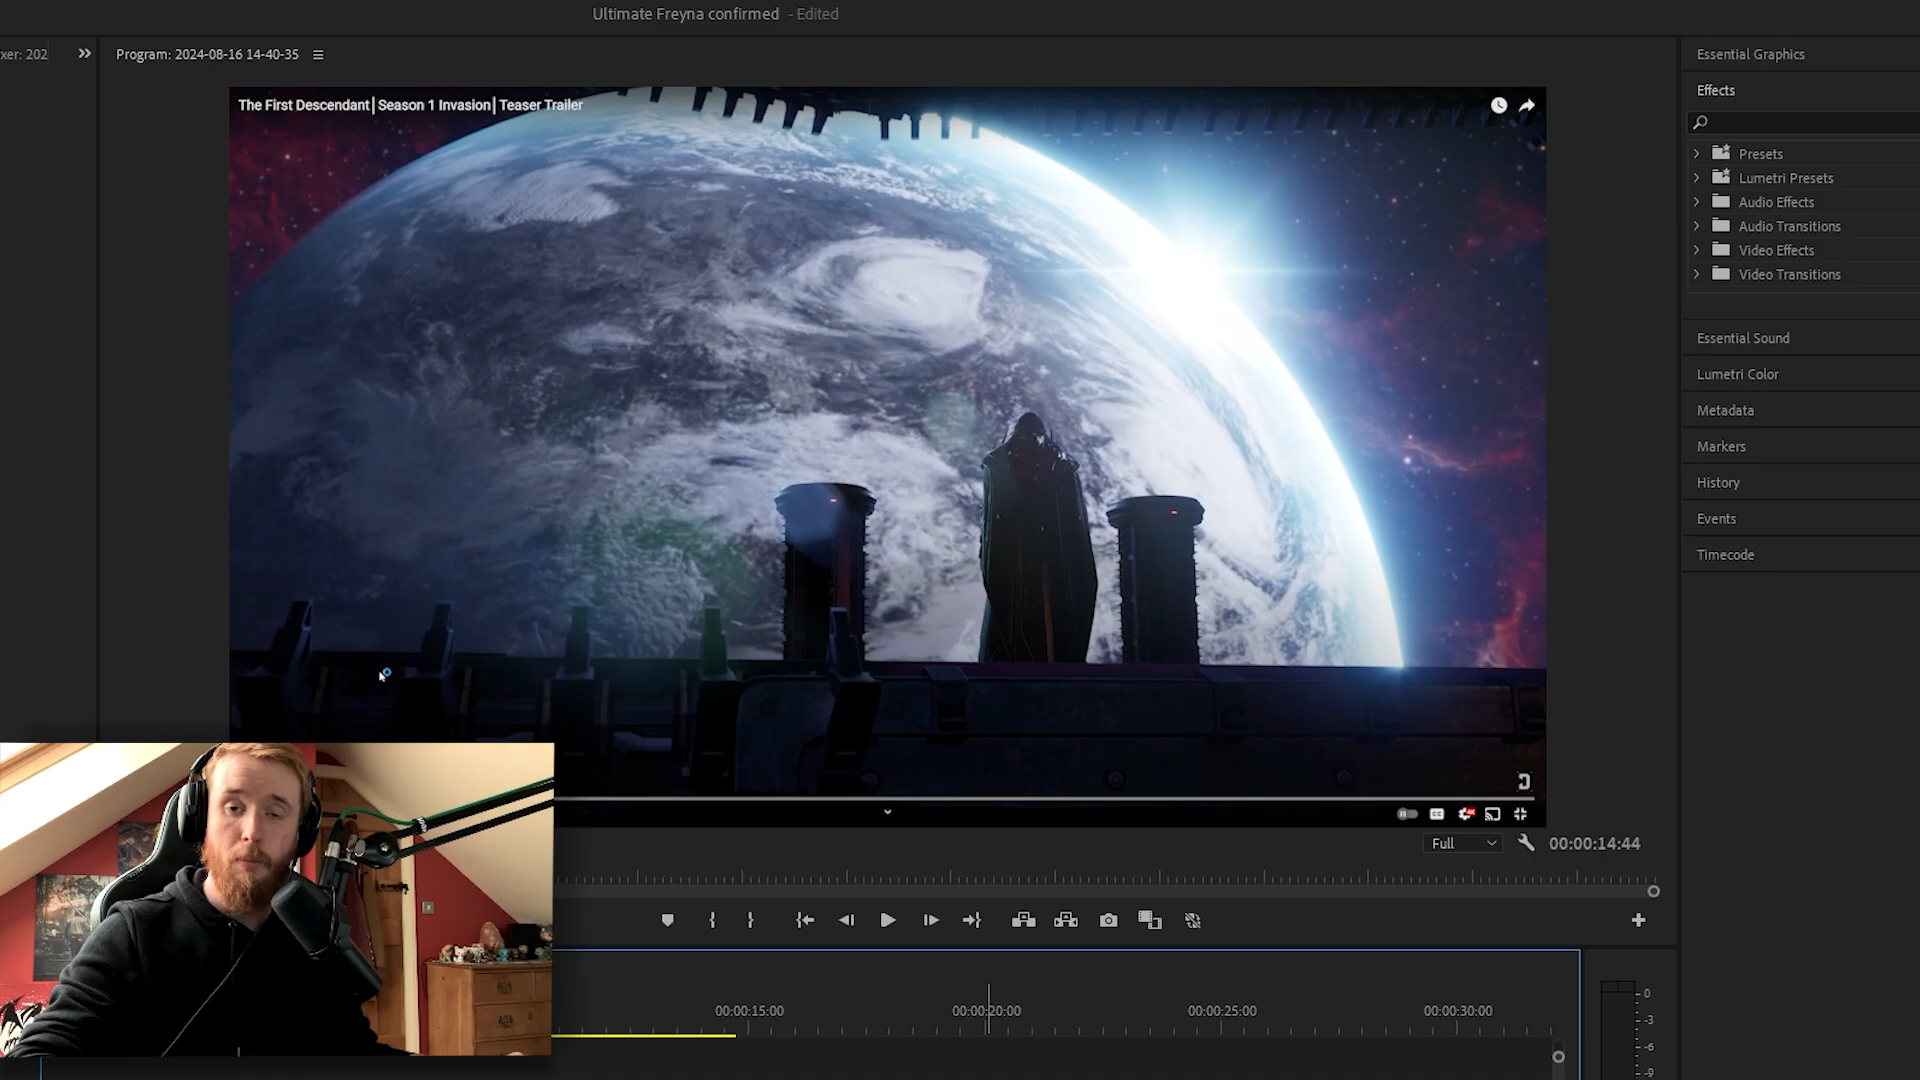 Ultimate Freyna confirmed - Edited
xer: 202
Program: 2024-08-16 14-40-35
Essential Graphics
The First Descendant│Season 1 Invasion│Teaser Trailer
Effects
Presets
Lumetri Presets
Audio Effects
Audio Transitions
Video Effects
Video Transitions
Essential Sound
Lumetri Color
Metadata
Markers
History
Events
Timecode
CC
Full
00:00:14:44
00:00:15:00
00:00:20:00
00:00:25:00
00:00:30:00
0
-3
-6
-9